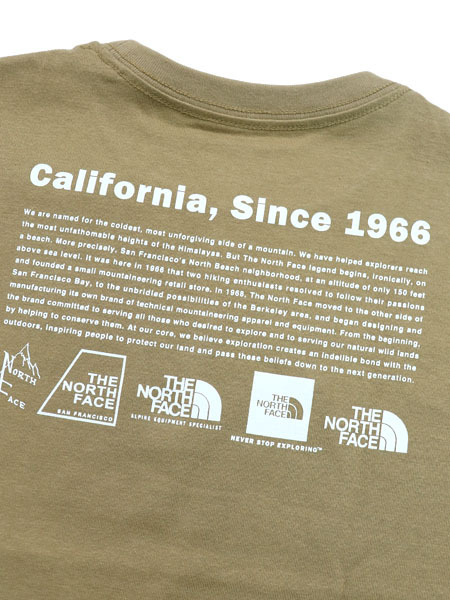 California, Since 1966
We are named for the coldest, most unforgiving side of a mountain. We have helped explorars reach
the most unfathomable heights of the Himalayas. But The North Face legend begins, ironically, on
a beach. More precisely, San Francisco's North Beach neighborhood, at an altitude of only 150 feet
above sea level. It was here in 1966 that two hiking enthusiasts resolved to follow their passions
and founded a small mountaineering retail store. In 1968, The North Face moved to the other side of
San Francisco Bay, to the unbridled possibilities of the Berkeley area, and began designing and
manufacturing its own brand of technical mountaineering apparel and equipment. From the beginning,
the brand committed to serving all those who desired to explore and to serving our natural wild lands
by helping to conserve them. At our core, we believe exploration creates an indelible bond with the
outdoors, inspiring people to protect our land and pass these beliefs down to the next generation.
NORTH
FACE
THE
NORTH
FACE
SAN FRANCISCO
THE
NORTH
FACE
ALPINE EQUIPMENT SPECIALIST
THE
NORTH
FACE
NEVER STOP EXPLORING™
THE
NORTH
FACE